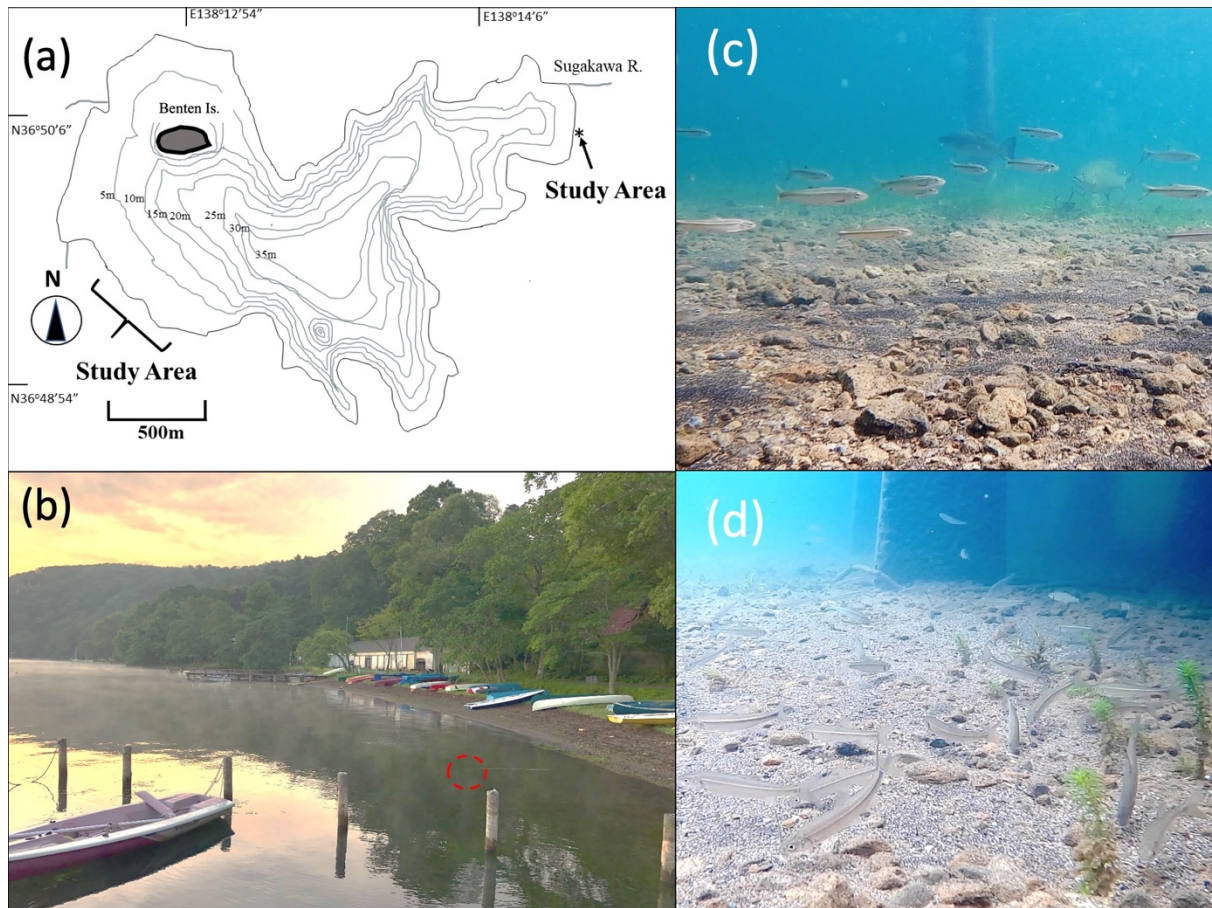 (a)
E138°12′54″
E138°14′6″
Sugakawa R.
Benten Is.
N36°50′6″
*
Study Area
5m
10m
15m
20m
25m
30m
35m
N
Study Area
N36°48′54″
500m
(b)
(c)
(d)